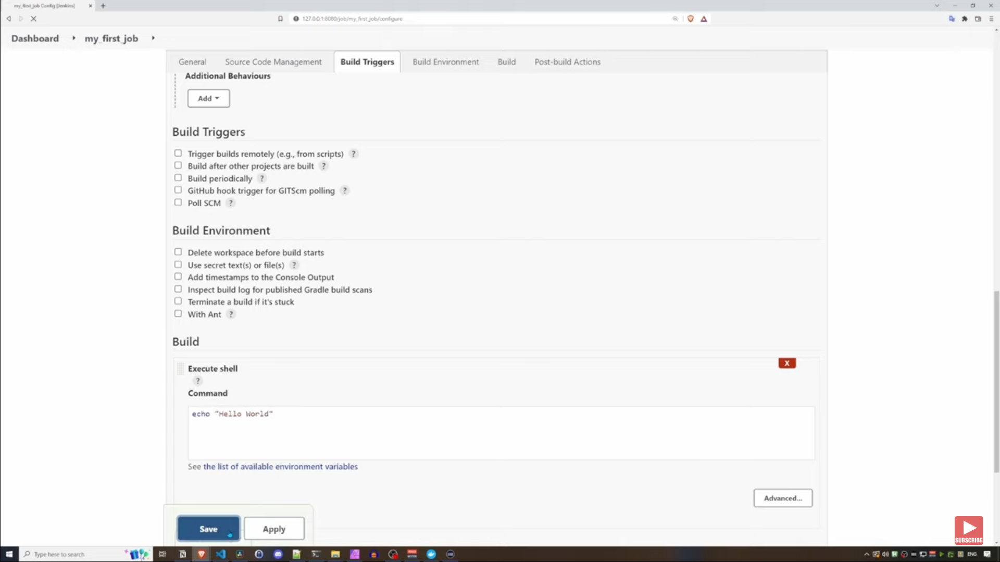 my_first_job Config [Jenkins]
127.0.0.1:8080/job/my_first_job/configure
Dashboard
my_first_job
General
Source Code Management
Build Triggers
Build Environment
Build
Post-build Actions
Additional Behaviours
Add
Build Triggers
Trigger builds remotely (e.g., from scripts) ?
Build after other projects are built ?
Build periodically ?
GitHub hook trigger for GITScm polling ?
Poll SCM ?
Build Environment
Delete workspace before build starts
Use secret text(s) or file(s) ?
Add timestamps to the Console Output
Inspect build log for published Gradle build scans
Terminate a build if it's stuck
With Ant ?
Build
Execute shell
X
?
Command
echo "Hello World"
See the list of available environment variables
Advanced...
Save
Apply
SUBSCRIBE
Type here to search
ENG